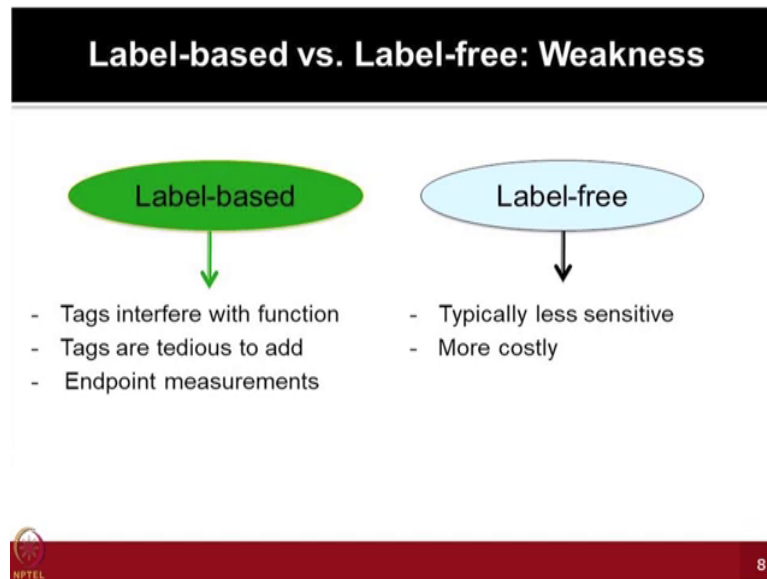 Label-based vs. Label-free: Weakness
Label-based
- Tags interfere with function
- Tags are tedious to add
- Endpoint measurements
Label-free
- Typically less sensitive
- More costly
NPTEL
8